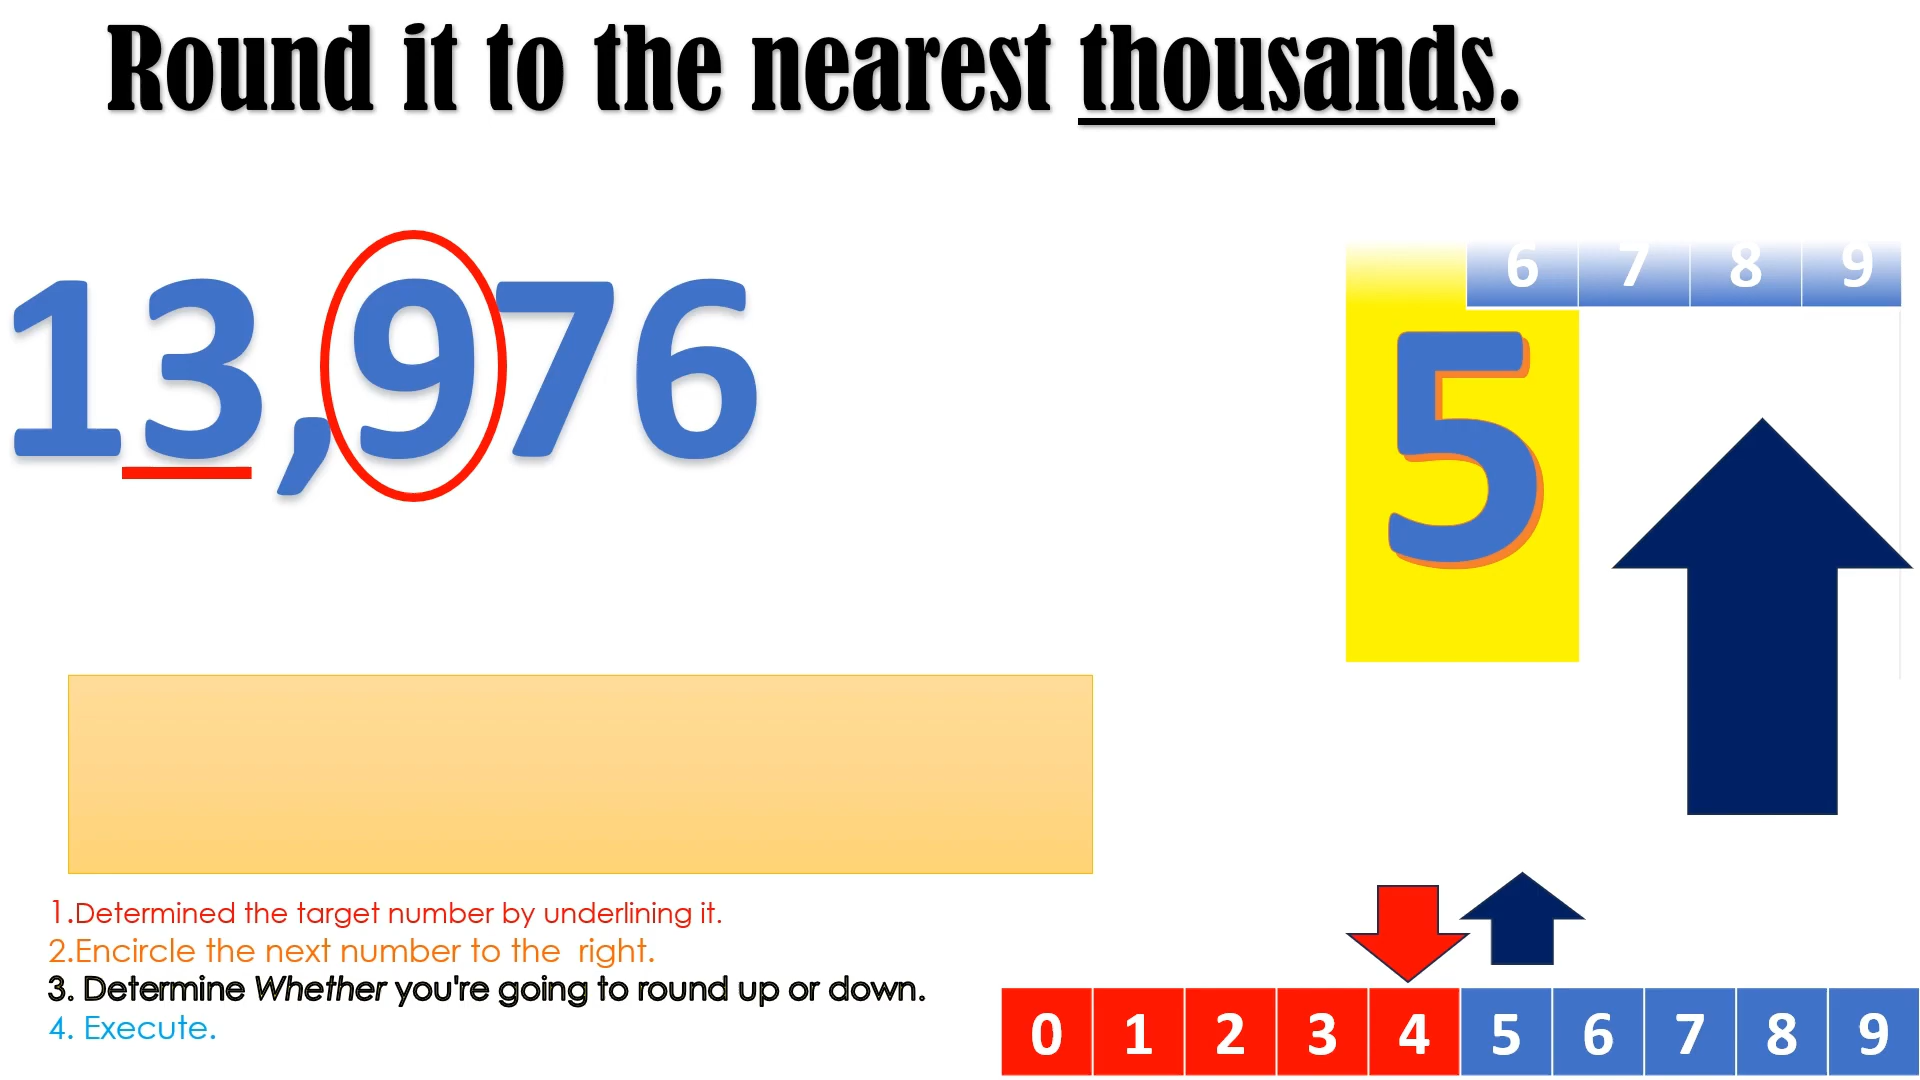 Round it to the nearest thousands.
13,976
6 7 8 9
5
1.Determined the target number by underlining it.
2.Encircle the next number to the right.
3. Determine Whether you're going to round up or down.
4. Execute.
0 1 2 3 4 5 6 7 8 9